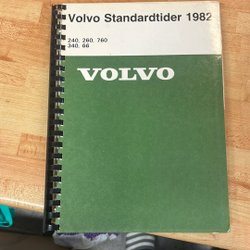 Volvo Standardtider 1982
240, 260, 760
340, 66
VOLVO